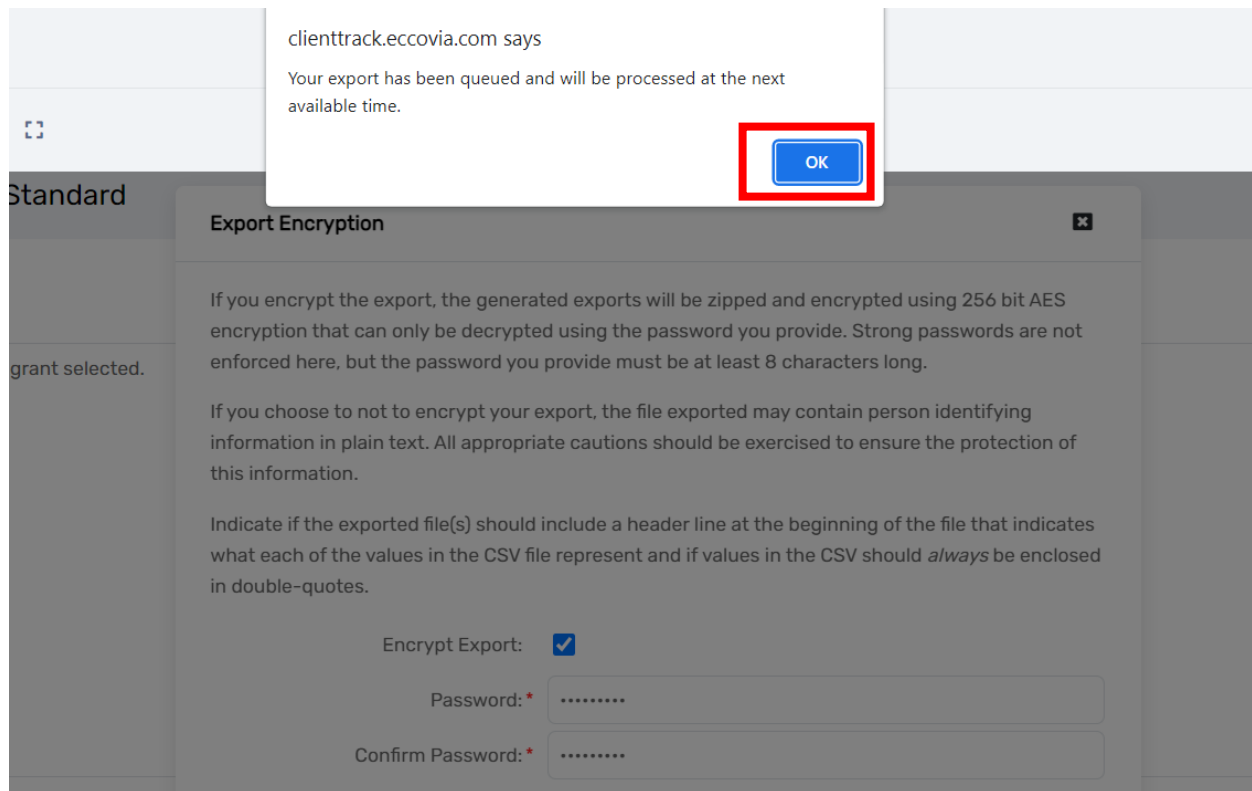 clienttrack.eccovia.com says
Your export has been queued and will be processed at the next
available time.
OK
Standard
Export Encryption
If you encrypt the export, the generated exports will be zipped and encrypted using 256 bit AES
encryption that can only be decrypted using the password you provide. Strong passwords are not
enforced here, but the password you provide must be at least 8 characters long.
grant selected.
If you choose to not to encrypt your export, the file exported may contain person identifying
information in plain text. All appropriate cautions should be exercised to ensure the protection of
this information.
Indicate if the exported file(s) should include a header line at the beginning of the file that indicates
what each of the values in the CSV file represent and if values in the CSV should always be enclosed
in double-quotes.
Encrypt Export:
Password:* •••••••••
Confirm Password:* •••••••••